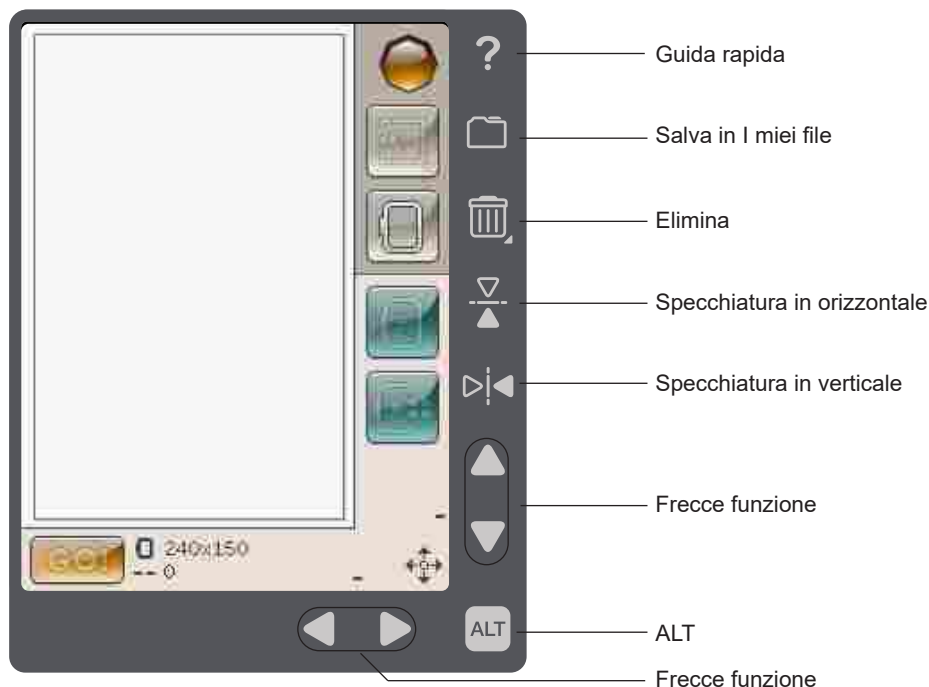 ?
Guida rapida
Salva in I miei file
Elimina
Specchiatura in orizzontale
Specchiatura in verticale
Frecce funzione
GO!
240x150
-- 0
ALT
ALT
Frecce funzione